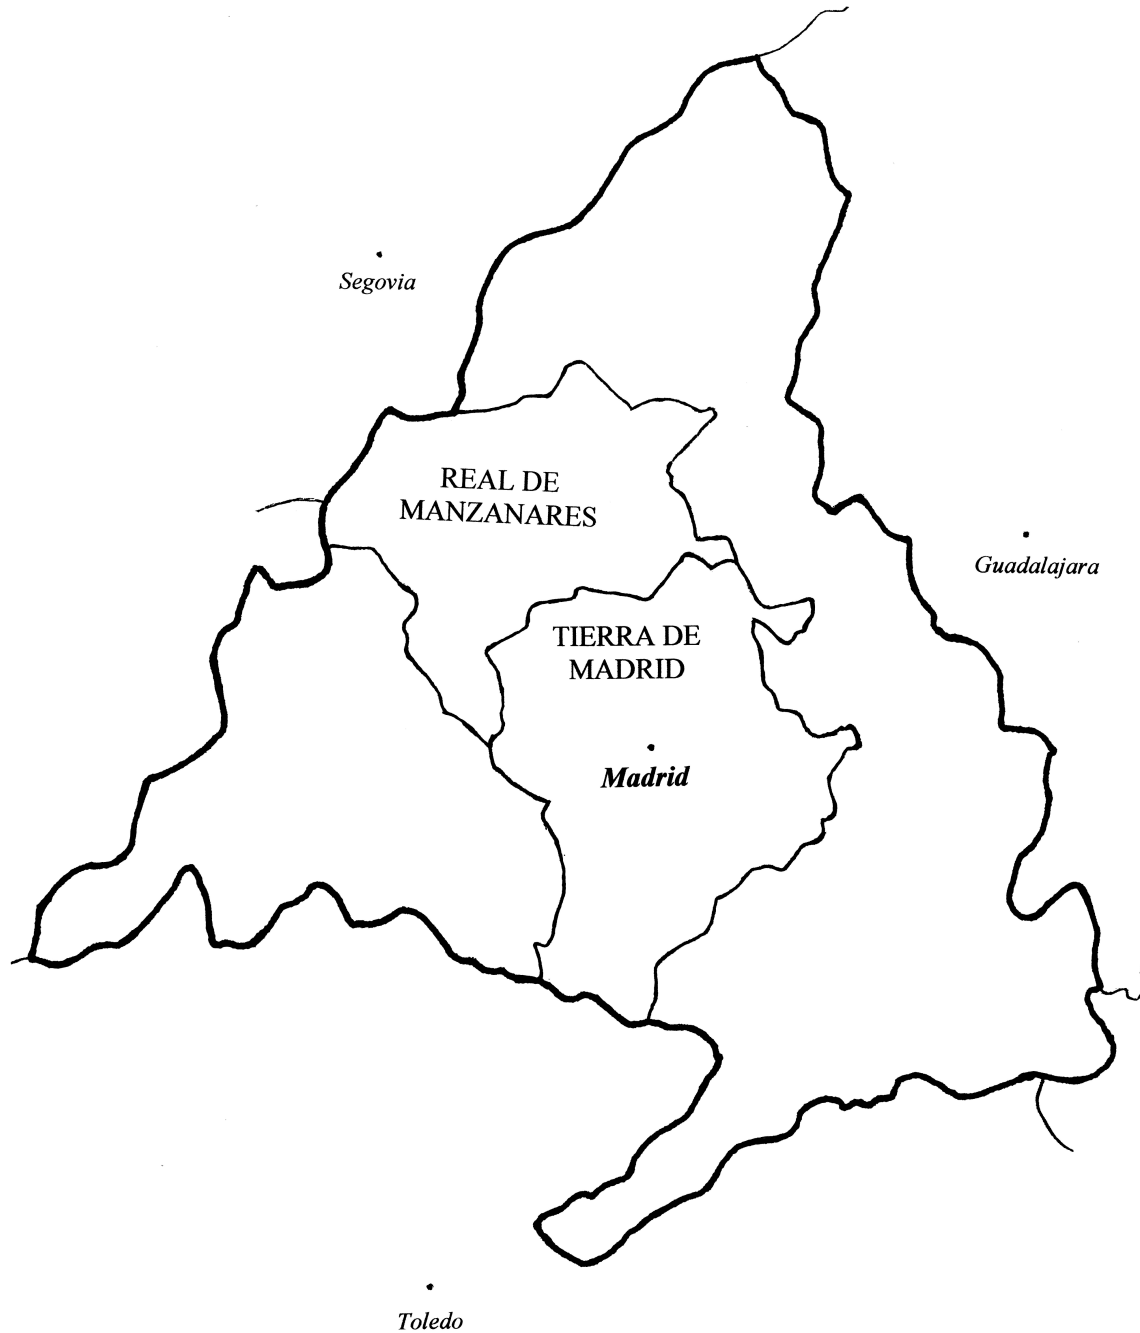 Segovia
REAL DE
MANZANARES
Guadalajara
TIERRA DE
MADRID
Madrid
Toledo